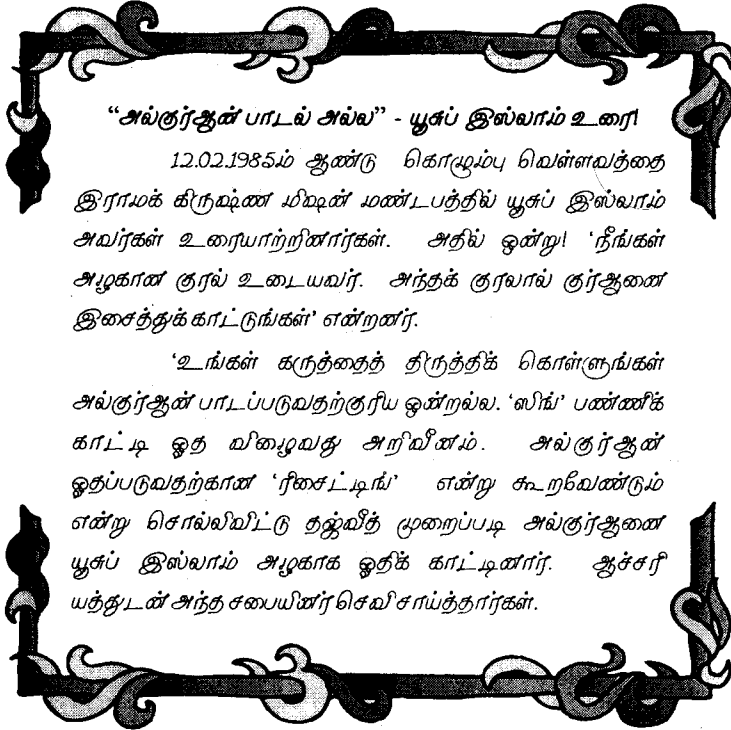 “அல்குர்ஆன் பாடல் அல்ல” - யூசுப் இஸ்லாம் உரை!
12.02.1985ம் ஆண்டு கொழும்பு வெள்ளவத்தை
இராமக் கிருஷ்ண மிஷன் மண்டபத்தில் யூசுப் இஸ்லாம்
அவர்கள் உரையாற்றினார்கள். அதில் ஒன்று! ‘நீங்கள்
அழகான குரல் உடையவர். அந்தக் குரலால் குர்ஆனை
இசைத்துக்காட்டுங்கள்’ என்றனர்.
‘உங்கள் கருத்தைத் திருத்திக் கொள்ளுங்கள்
அல்குர்ஆன் பாடப்படுவதற்குரிய ஒன்றல்ல. ‘ஸிங்’ பண்ணிக்
காட்டி ஓத விழைவது அறிவீனம். அல்குர்ஆன்
ஓதப்படுவதற்கான ‘ரிசைட்டிங்’ என்று கூறவேண்டும்
என்று சொல்லிவிட்டு தஜ்வீத் முறைப்படி அல்குர்ஆனை
யூசுப் இஸ்லாம் அழகாக ஓதிக் காட்டினார். ஆச்சரி
யத்துடன் அந்த சபையினர் செவி சாய்த்தார்கள்.